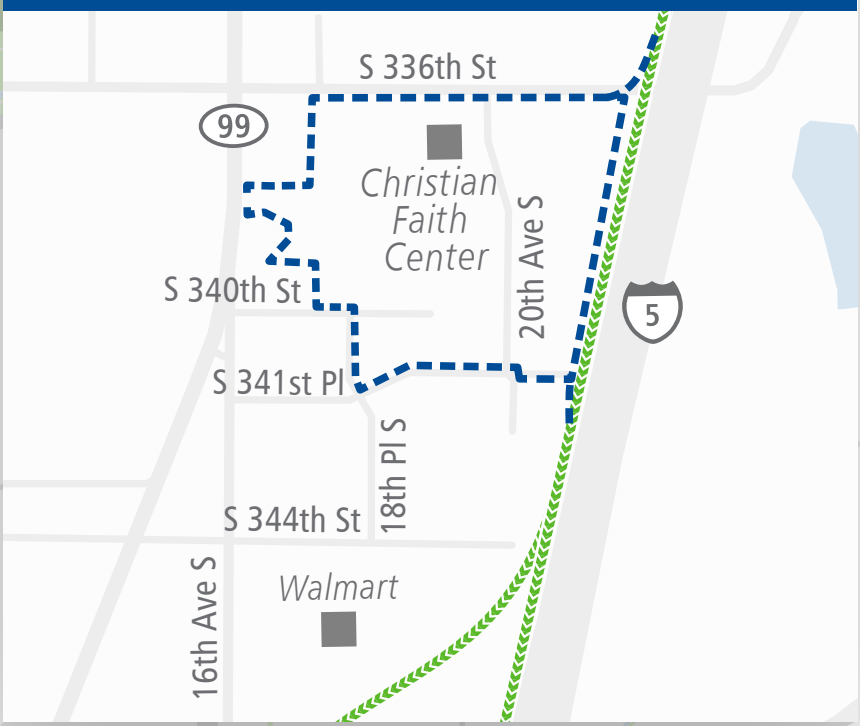 S 336th St
99
Christian
Faith
Center
20th Ave S
S 340th St
5
S 341st Pl
18th Pl S
S 344th St
16th Ave S
Walmart